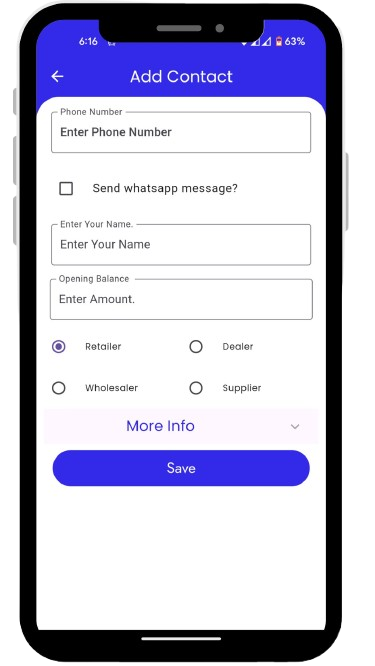 6:16 63%
Add Contact
Phone Number
Enter Phone Number
Send whatsapp message?
Enter Your Name.
Enter Your Name
Opening Balance
Enter Amount.
Retailer Dealer
Wholesaler Supplier
More Info
Save